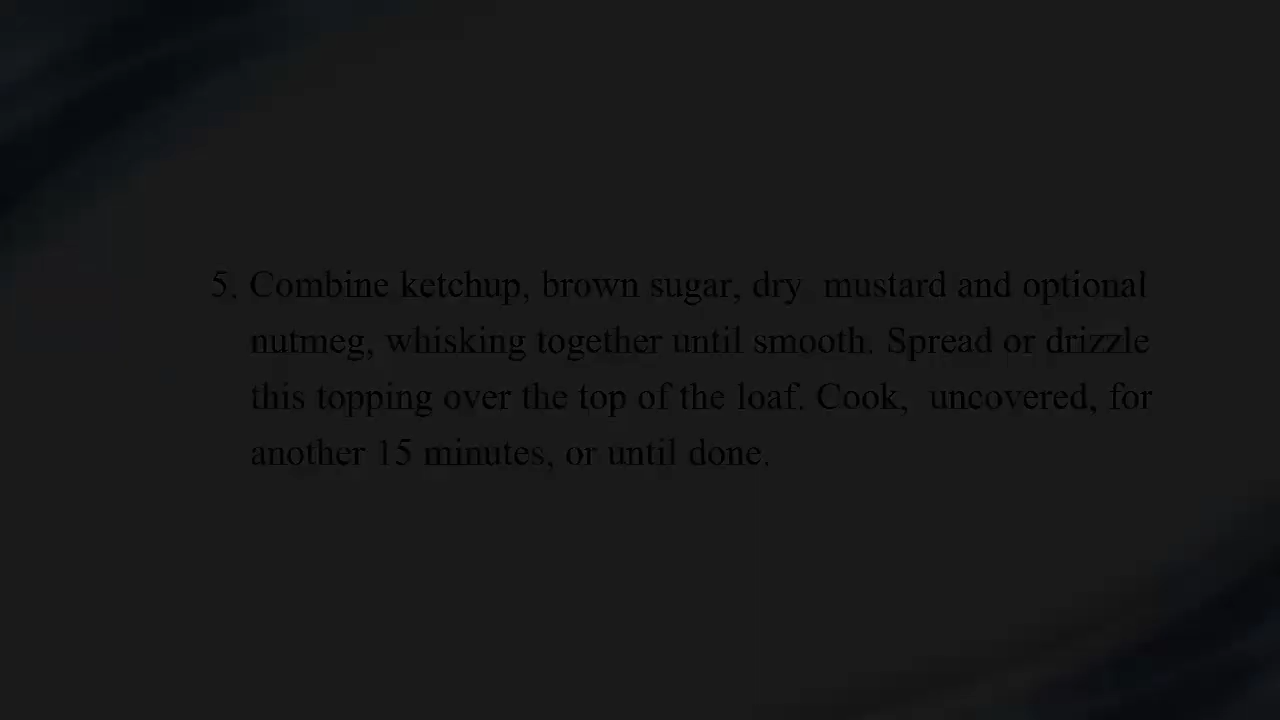 5. Combine ketchup, brown sugar, dry  mustard and optional
nutmeg, whisking together until smooth. Spread or drizzle
this topping over the top of the loaf. Cook,  uncovered, for
another 15 minutes, or until done.